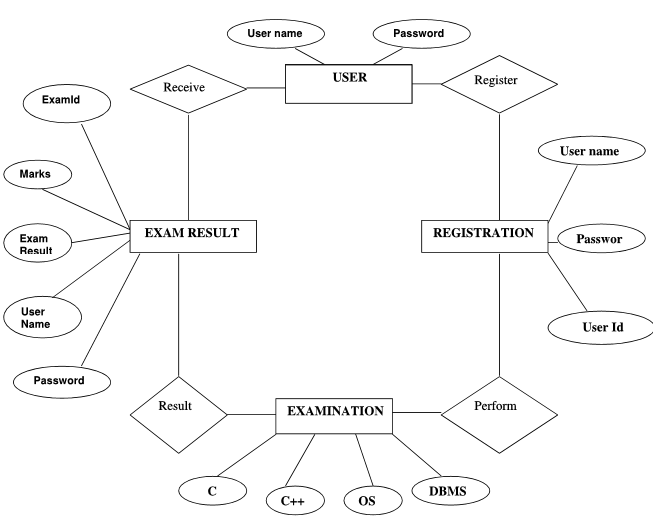 User name
Password
USER
Receive
Register
ExamId
User name
Marks
EXAM RESULT
REGISTRATION
Exam
Result
Passwor
User
Name
User Id
Password
Result
EXAMINATION
Perform
C
C++
OS
DBMS